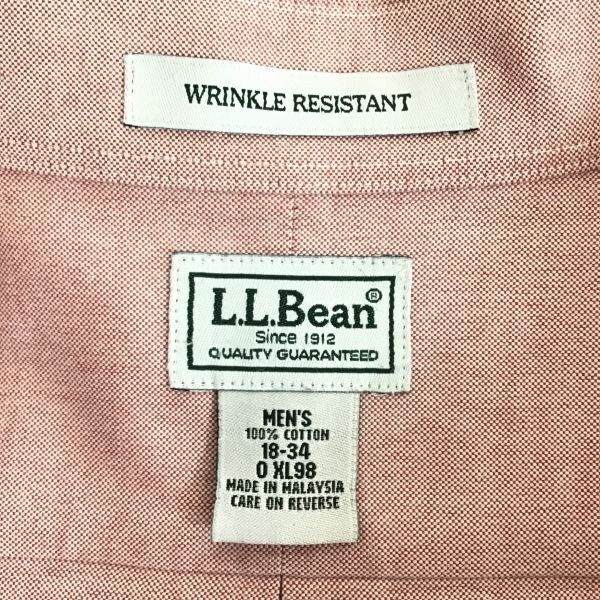 WRINKLE RESISTANT
L.L.Bean®
Since 1912
QUALITY GUARANTEED
MEN'S
100% COTTON
18-34
0 XL98
MADE IN MALAYSIA
CARE ON REVERSE